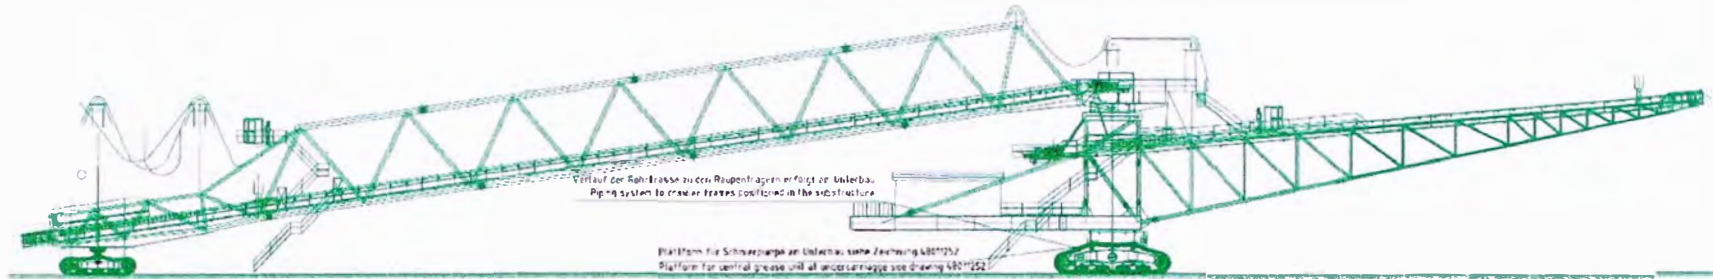 Verlauf der Rohrtrasse zu den Raupenträgern erfolgt am Unterbau
Piping system to crawler frames positioned in the substructure
Plattform für Schmierpumpe an Unterbau siehe Zeichnung
Platform for central grease unit at undercarriage see drawing